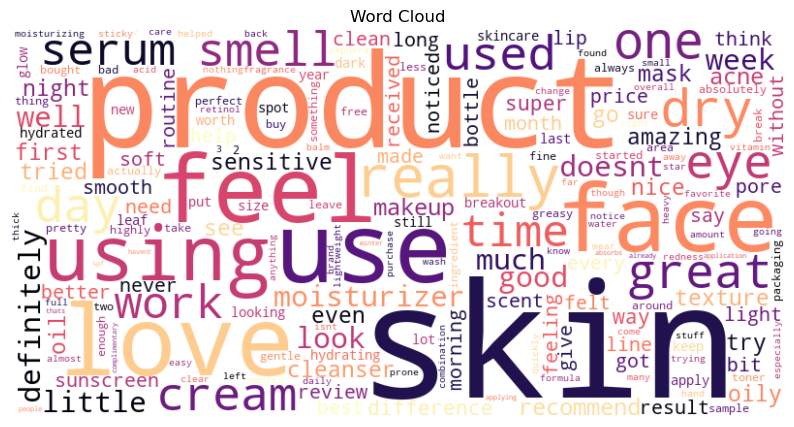 Word Cloud
moisturizing sticky care helped back
serum smell clean long skincare lip used one think week
product
glow bought bad acid nothing fragrance year dark less found always small overall absolutely
night routine received noticed bottle mask acne
thing new perfect spot something free super price go dry
well retinol worth buy balm month change sure break vitamin without
hydrated help last amazing area
first soft sensitive made want fine started away eye
tried actually 3 2
smooth feel really doesnt star
find put size leave makeup breakout nice pore
day need leaf see still greasy far though favorite face
pretty highly take time notice water say
thick using use ingredient know heavy amount going
definitely anything brand lightweight purchase wash much wear absorbs redness already application packaging
better never work winter good every great
spf havent
oil full two looking moisturizer scent felt texture
thats enough look even isnt lot morning feeling way around light
almost complimentary love gentle hydrating combination quickly give line come stuff try
sunscreen easy cleanser skin got keep trying bit especially
clear left daily prone formula many apply toner oily
little cream review hand
people best difference applying recommend result sample